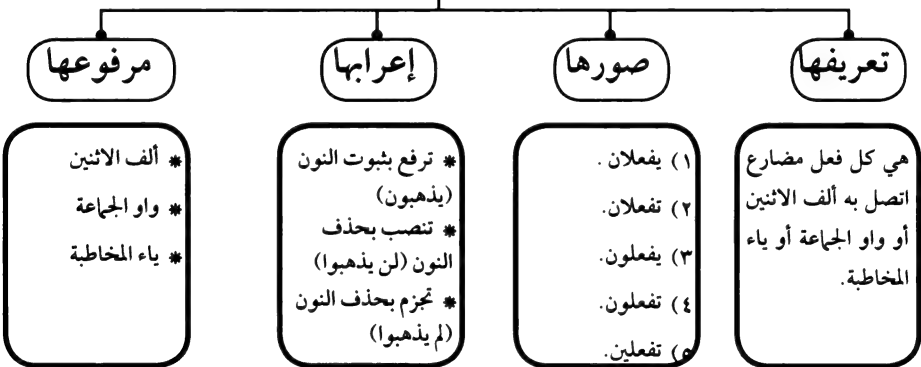 تعريفها
هي كل فعل مضارع
اتصل به ألف الاثنين
أو واو الجماعة أو ياء
المخاطبة.
صورها
١) يفعلان .
٢) تفعلان.
٣) يفعلون.
٤) تفعلون.
٥) تفعلين.
إعرابها
* ترفع بثبوت النون
(يذهبون)
* تنصب بحذف
النون (لن يذهبوا)
* تجزم بحذف النون
(لم يذهبوا)
مرفوعها
* ألف الاثنين
* واو الجماعة
* ياء المخاطبة